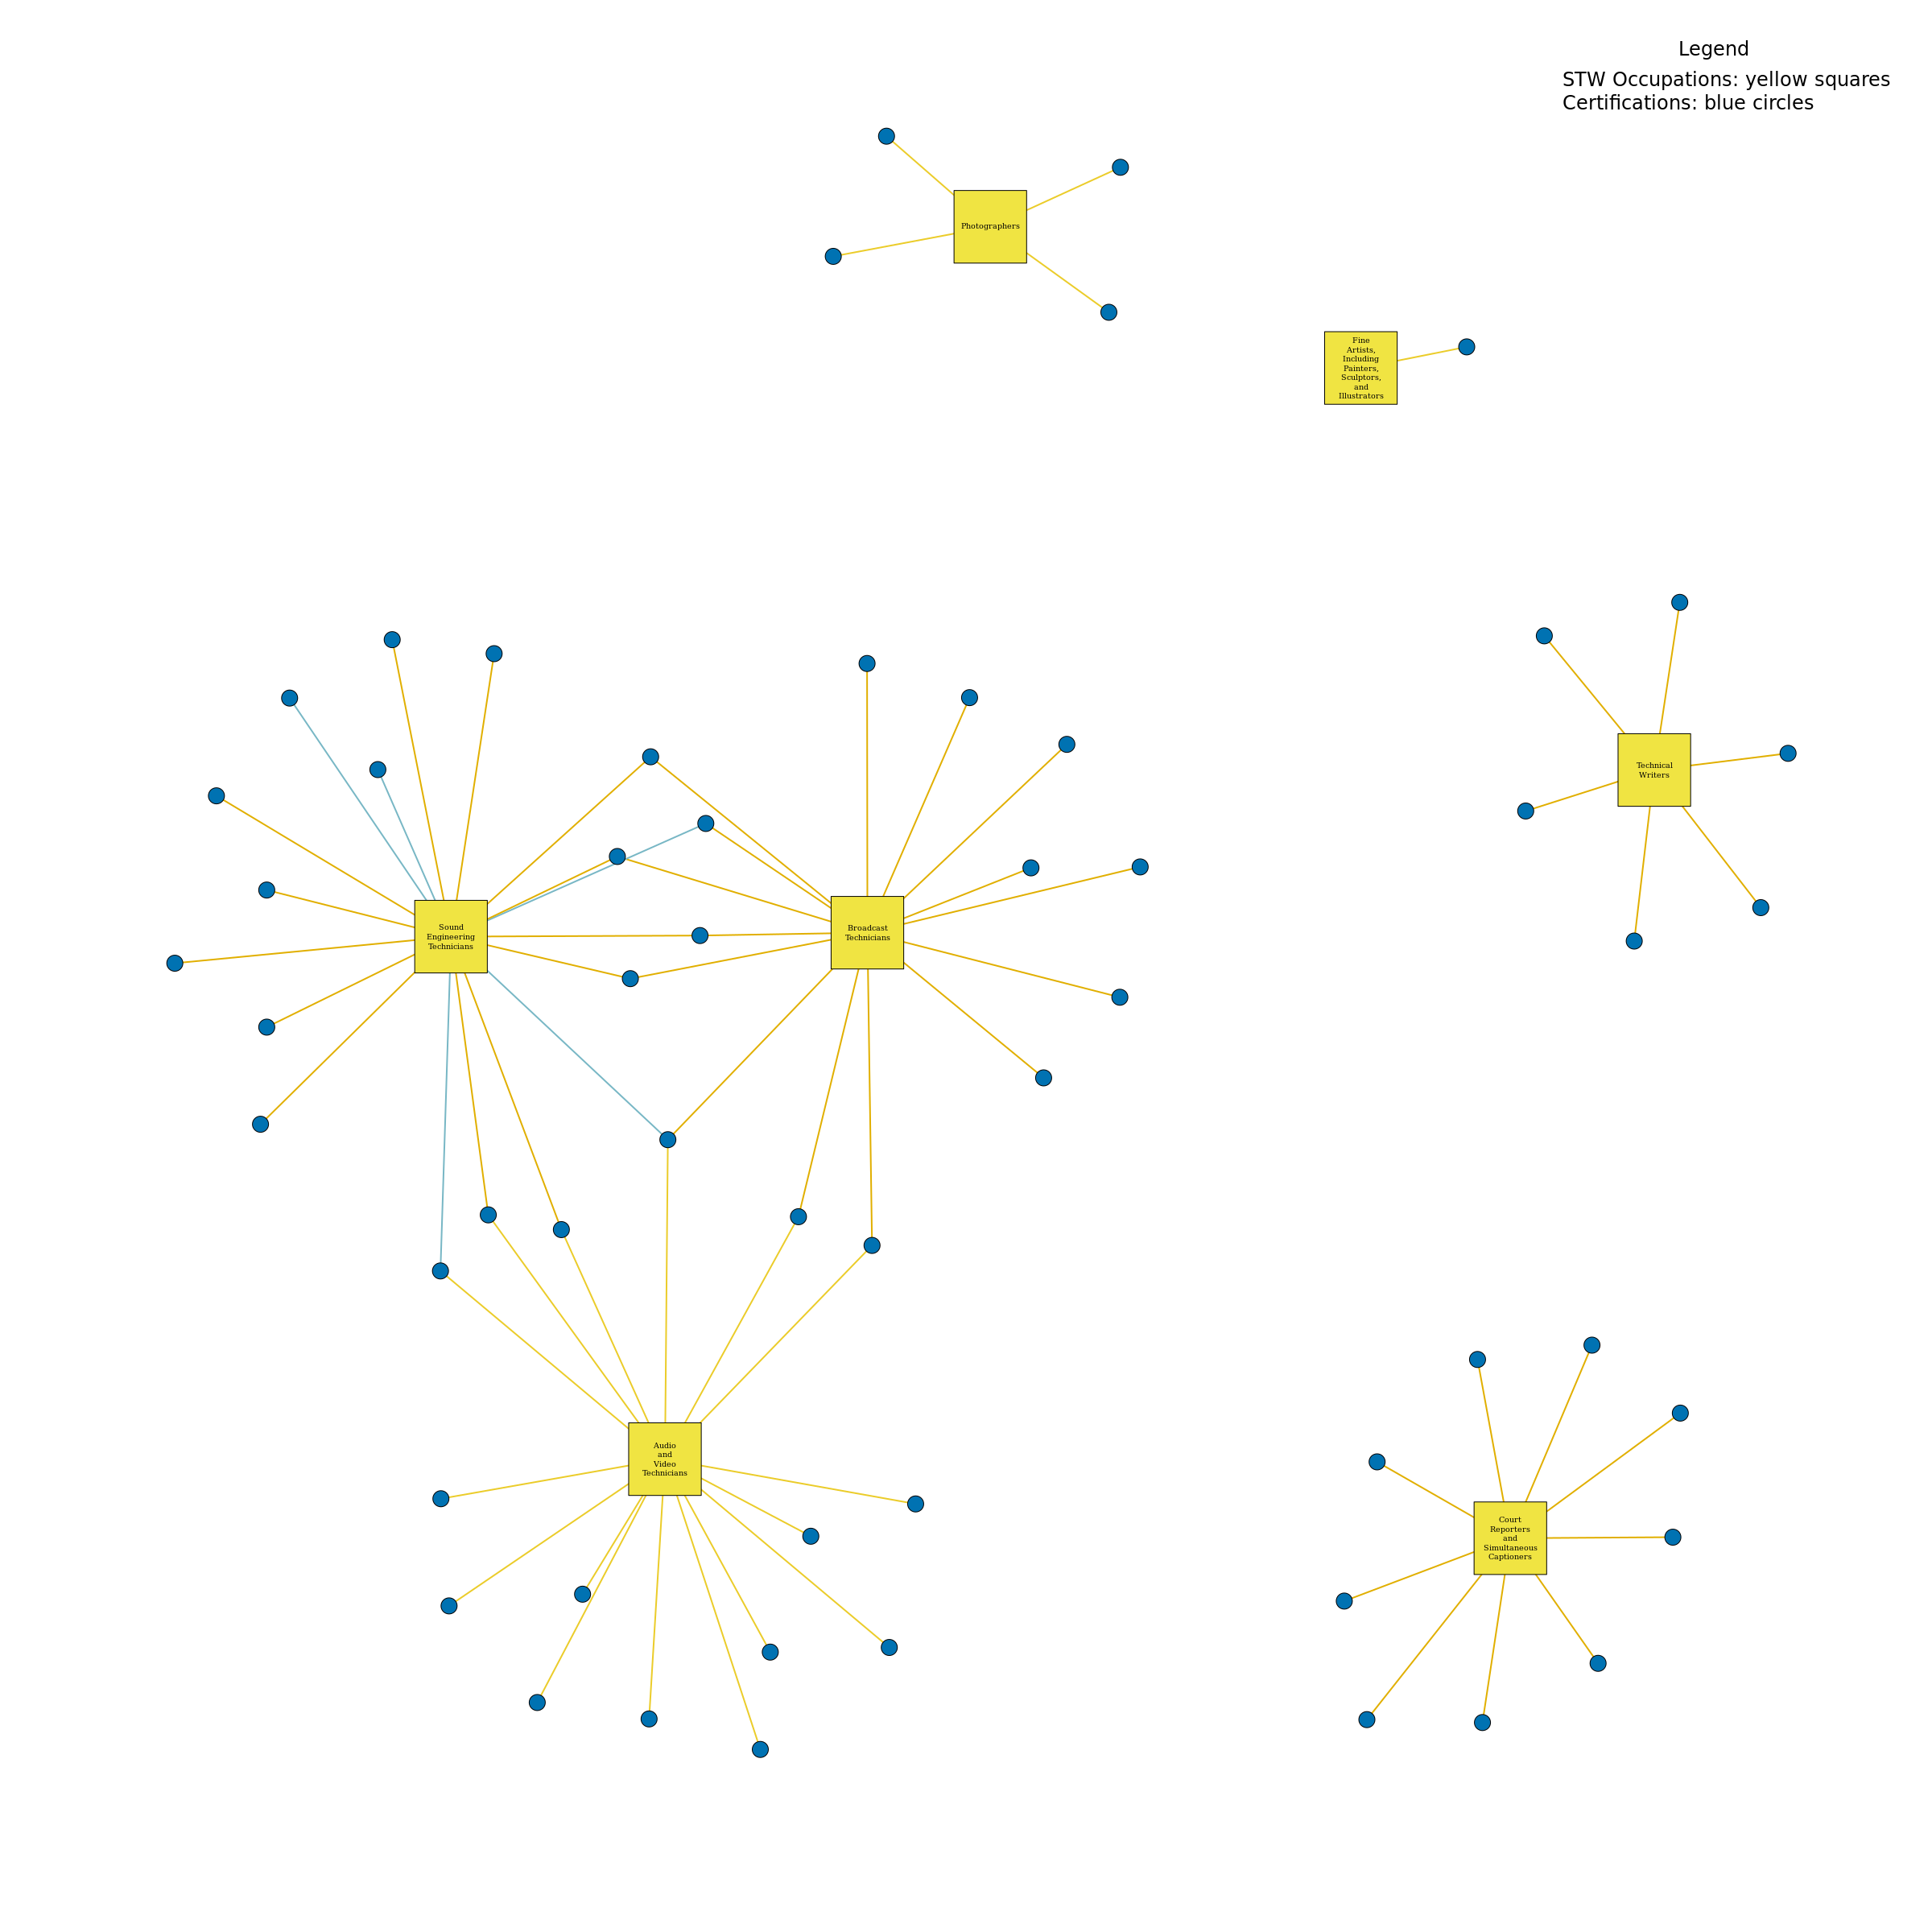 Legend
STW Occupations: yellow squares
Certifications: blue circles
Photographers
Fine
Artists,
Including
Painters,
Sculptors,
and
Illustrators
Technical
Writers
Sound
Engineering
Technicians
Broadcast
Technicians
Audio
and
Video
Technicians
Court
Reporters
and
Simultaneous
Captioners